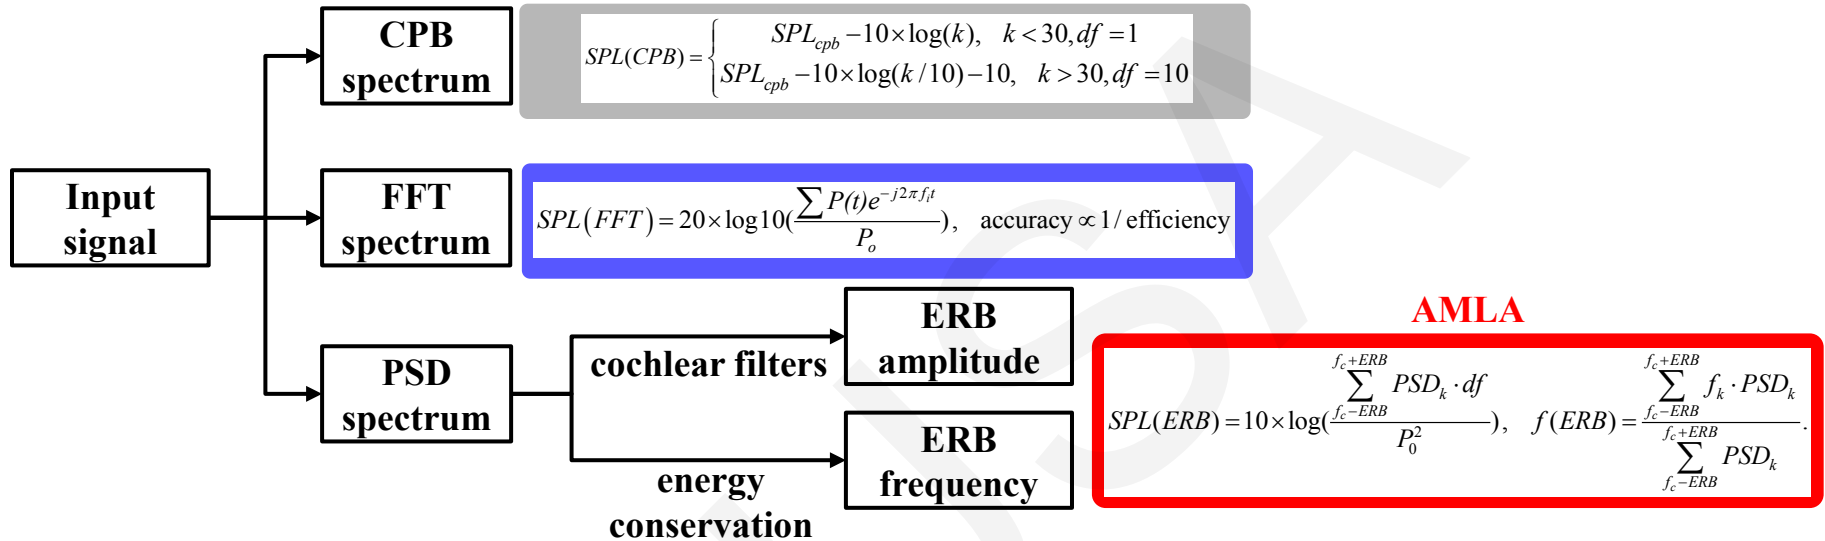 CPB
spectrum
SPL(CPB) = { SPL_cpb − 10 × log(k), k < 30, df = 1
SPL_cpb − 10 × log(k / 10) − 10, k > 30, df = 10
Input
signal
FFT
spectrum
SPL(FFT) = 20 × log10(∑ P(t)e^{−j2πf_i t} / P_o), accuracy ∝ 1 / efficiency
PSD
spectrum
cochlear filters
energy
conservation
ERB
amplitude
ERB
frequency
AMLA
SPL(ERB) = 10 × log(∑_{f_c−ERB}^{f_c+ERB} PSD_k · df / P_0^2), f(ERB) = ∑_{f_c−ERB}^{f_c+ERB} f_k · PSD_k / ∑_{f_c−ERB}^{f_c+ERB} PSD_k.